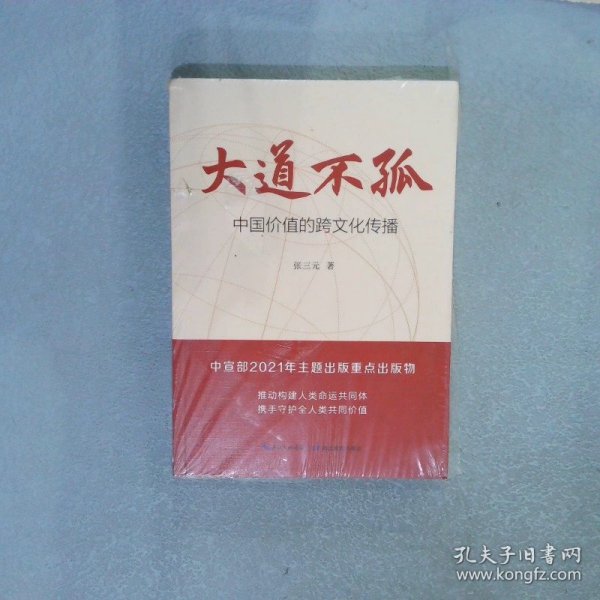 大道不孤
中国价值的跨文化传播
张三元 著
中宣部2021年主题出版重点出版物
推动构建人类命运共同体
携手守护全人类共同价值
孔夫子旧书网
www.kongfz.com